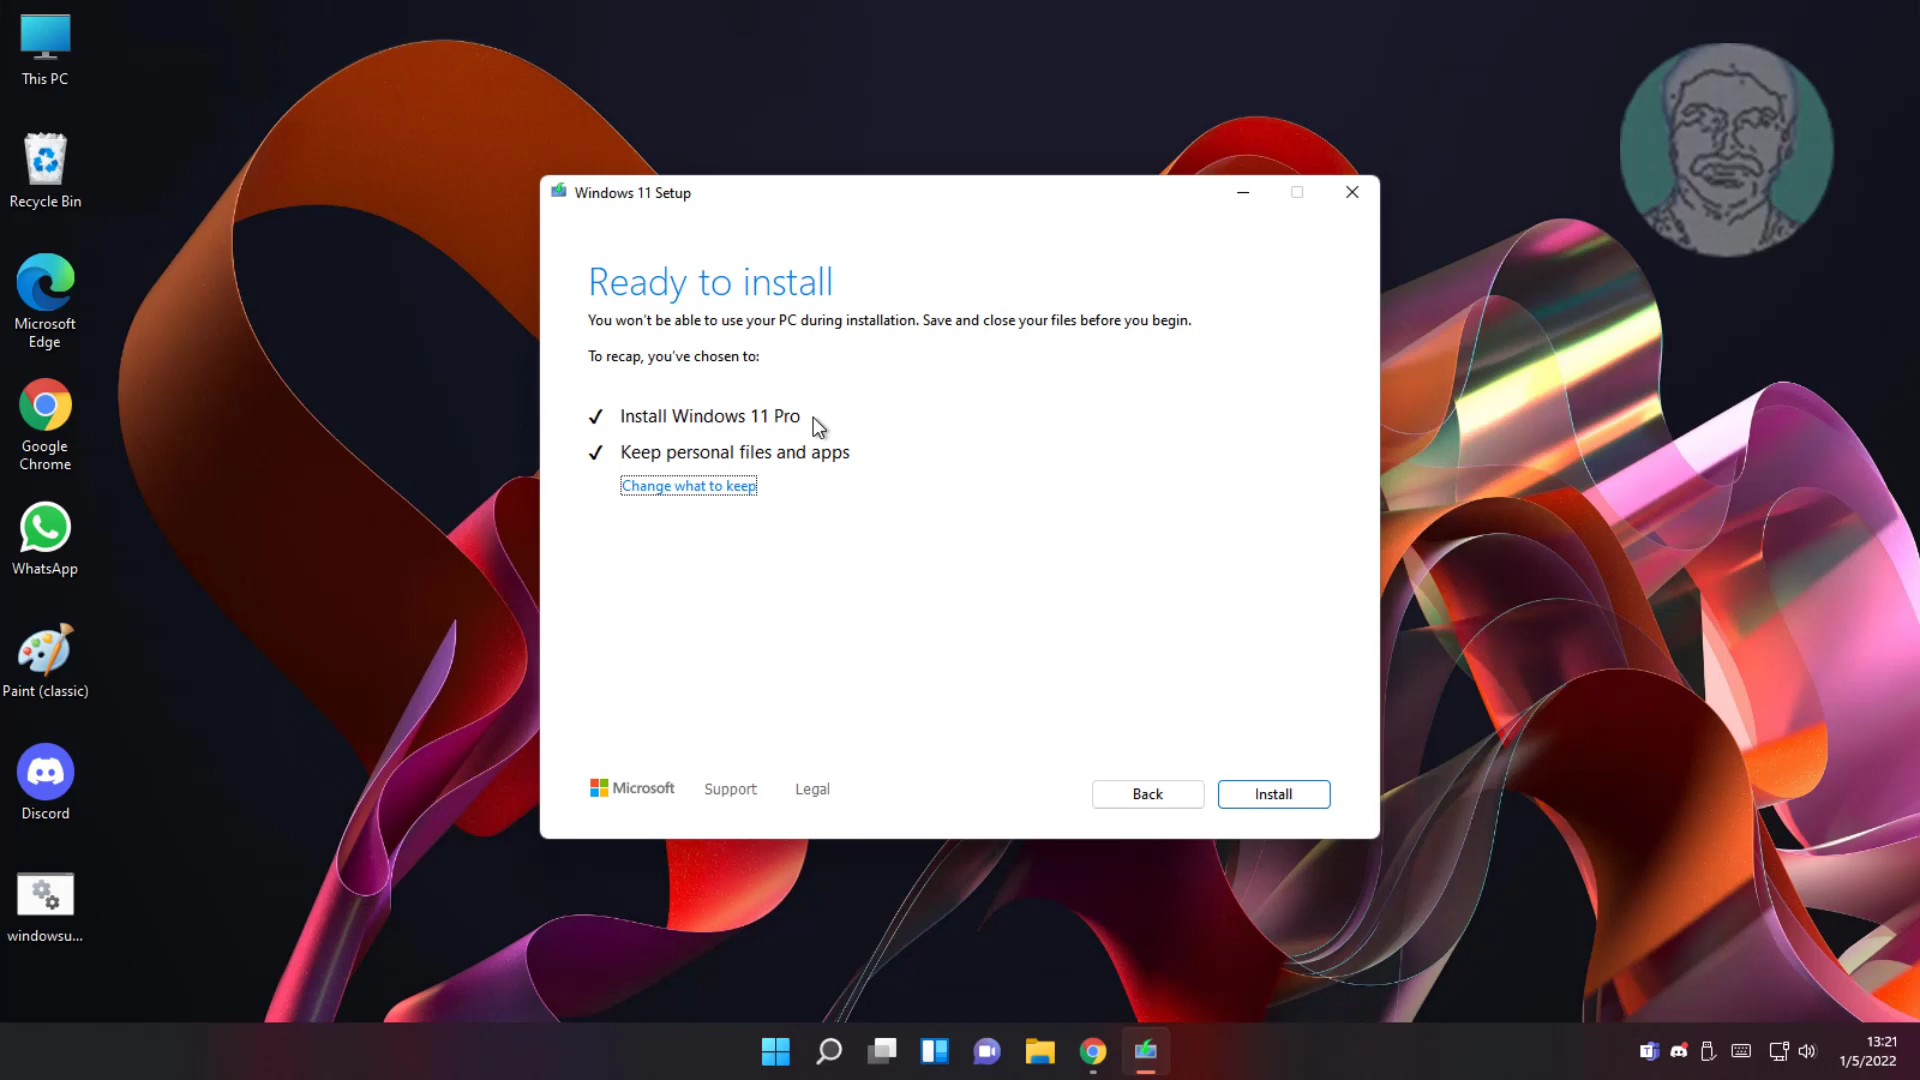 This PC
Recycle Bin
Microsoft
Edge
Google
Chrome
WhatsApp
Paint (classic)
Discord
windowsu...
Windows 11 Setup
Ready to install
You won't be able to use your PC during installation. Save and close your files before you begin.
To recap, you've chosen to:
Install Windows 11 Pro
Keep personal files and apps
Change what to keep
Microsoft
Support
Legal
Back
Install
13:21
1/5/2022